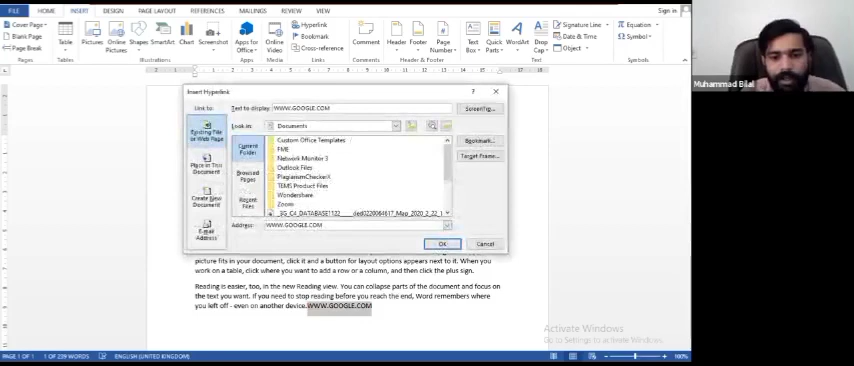 FILE HOME INSERT DESIGN PAGE LAYOUT REFERENCES MAILINGS REVIEW VIEW Sign in
Cover Page
Blank Page
Page Break
Pages
Table
Tables
Pictures
Online Pictures
Shapes
SmartArt
Chart
Screenshot
Illustrations
Apps for Office
Apps
Online Video
Media
Hyperlink
Bookmark
Cross-reference
Links
Comment
Comments
Header
Footer
Page Number
Header & Footer
Text Box
Quick Parts
WordArt
Drop Cap
Signature Line
Date & Time
Object
Text
Equation
Symbol
Symbols
Muhammad Bilal
Insert Hyperlink
Link to:
Text to display: WWW.GOOGLE.COM
ScreenTip...
Existing File or Web Page
Look in: Documents
Place in This Document
Create New Document
E-mail Address
Current Folder
Browsed Pages
Recent Files
Custom Office Templates
FME
Network Monitor 3
Outlook Files
PlagiarismCheckerX
TEMS Product Files
Wondershare
Zoom
Bookmark...
Target Frame...
Address: WWW.GOOGLE.COM
OK
Cancel
picture fits in your document, click it and a button for layout options appears next to it. When you
work on a table, click where you want to add a row or a column, and then click the plus sign.
Reading is easier, too, in the new Reading view. You can collapse parts of the document and focus on
the text you want. If you need to stop reading before you reach the end, Word remembers where
you left off - even on another device.WWW.GOOGLE.COM
Activate Windows
Go to Settings to activate Windows.
PAGE 1 OF 1 1 OF 239 WORDS ENGLISH (UNITED KINGDOM) 100%